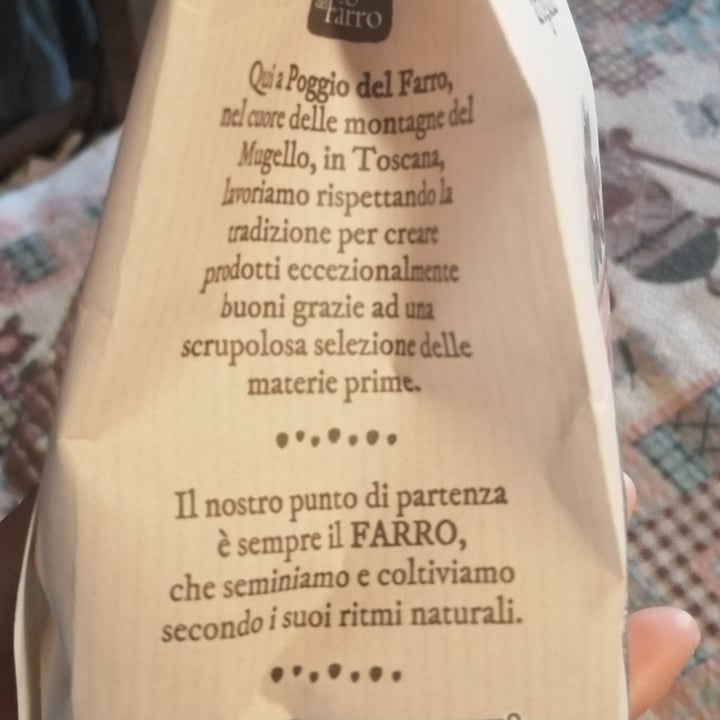 del Farro
Qui a Poggio del Farro,
nel cuore delle montagne del
Mugello, in Toscana,
lavoriamo rispettando la
tradizione per creare
prodotti eccezionalmente
buoni grazie ad una
scrupolosa selezione delle
materie prime.
Il nostro punto di partenza
è sempre il FARRO,
che seminiamo e coltiviamo
secondo i suoi ritmi naturali.